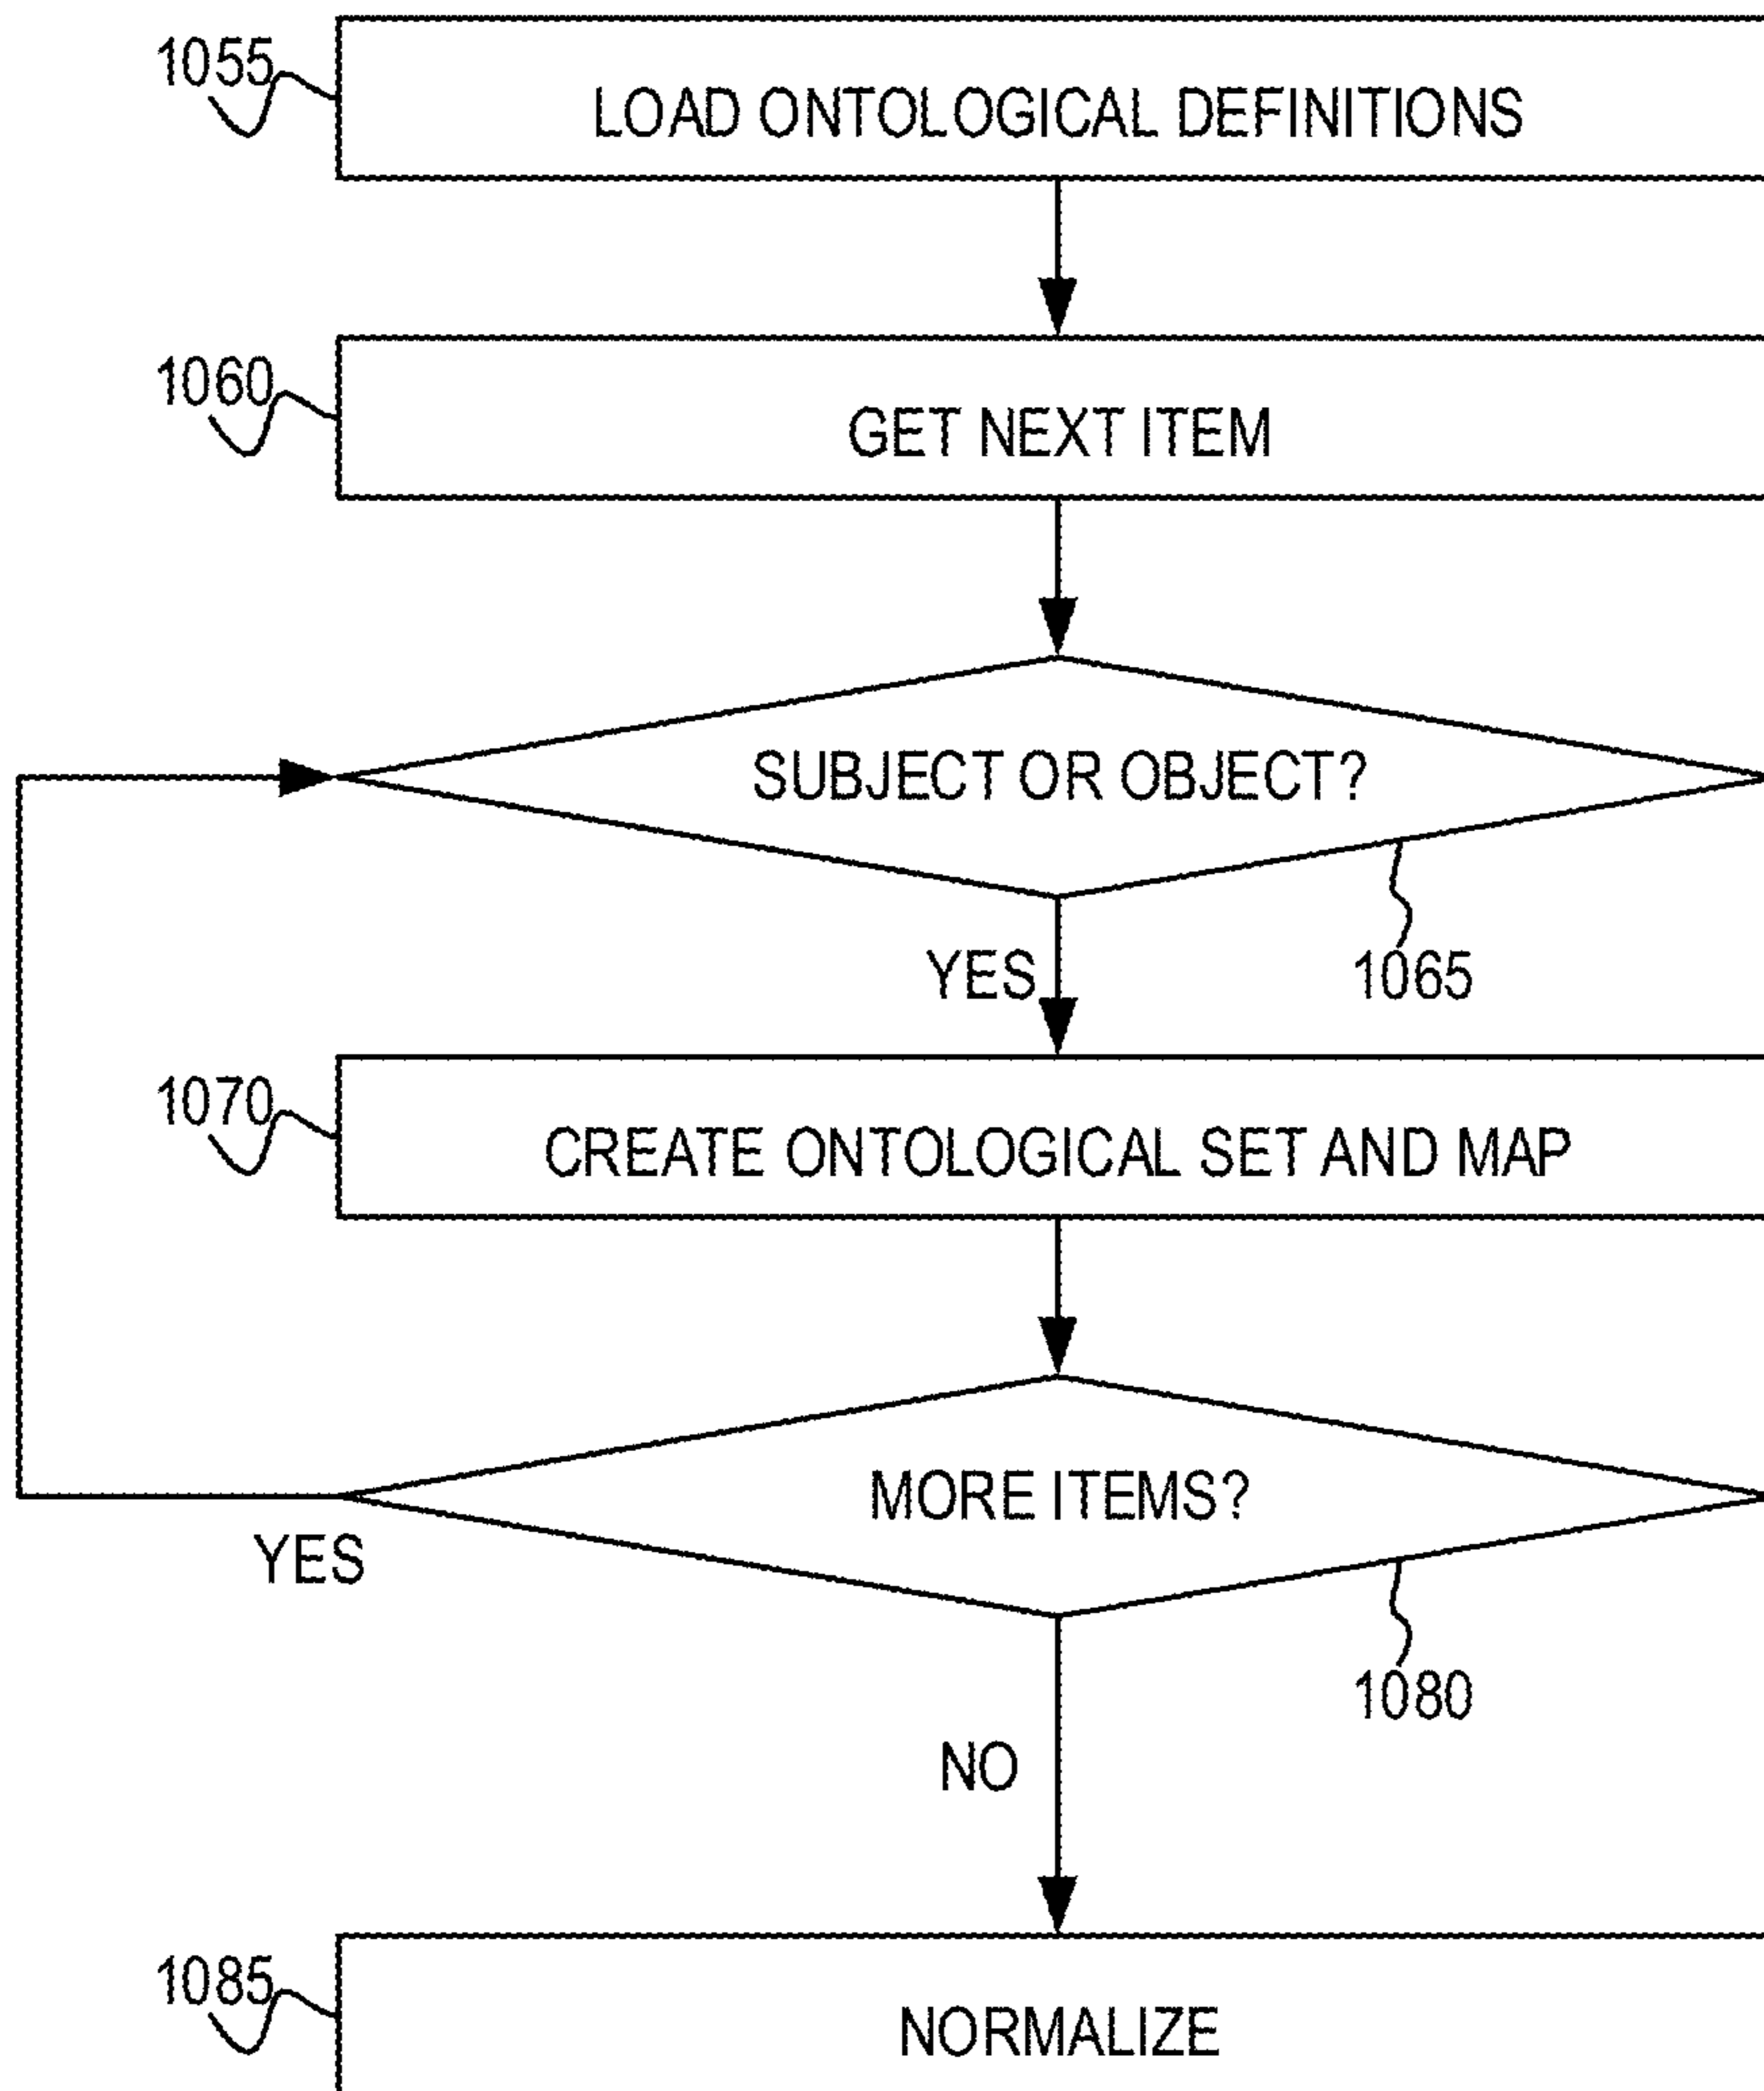 1055
LOAD ONTOLOGICAL DEFINITIONS
1060
GET NEXT ITEM
SUBJECT OR OBJECT?
YES
1065
1070
CREATE ONTOLOGICAL SET AND MAP
MORE ITEMS?
YES
1080
NO
1085
NORMALIZE